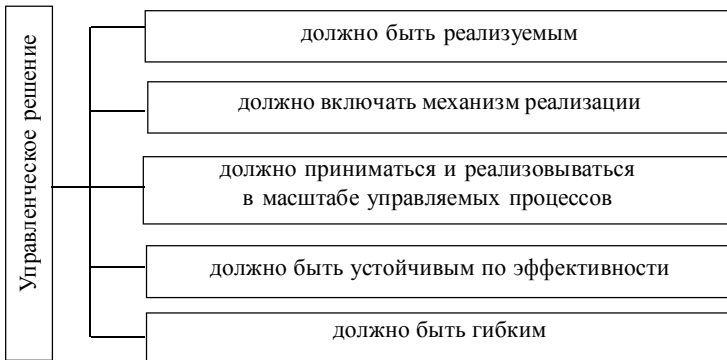 Управленческое решение
должно быть реализуемым
должно включать механизм реализации
должно приниматься и реализовываться
в масштабе управляемых процессов
должно быть устойчивым по эффективности
должно быть гибким